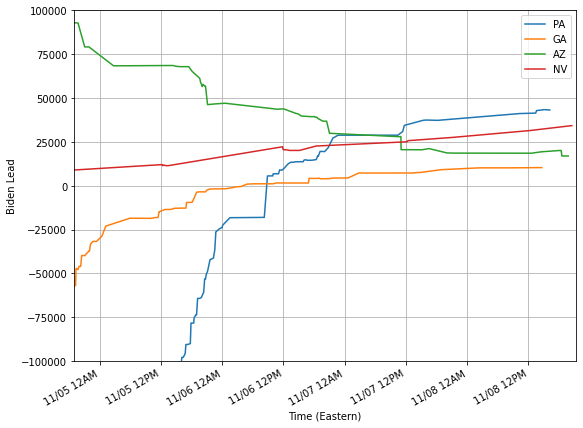 100000
75000
50000
25000
0
−25000
−50000
−75000
−100000
Biden Lead
PA
GA
AZ
NV
11/05 12AM
11/05 12PM
11/06 12AM
11/06 12PM
11/07 12AM
11/07 12PM
11/08 12AM
11/08 12PM
Time (Eastern)